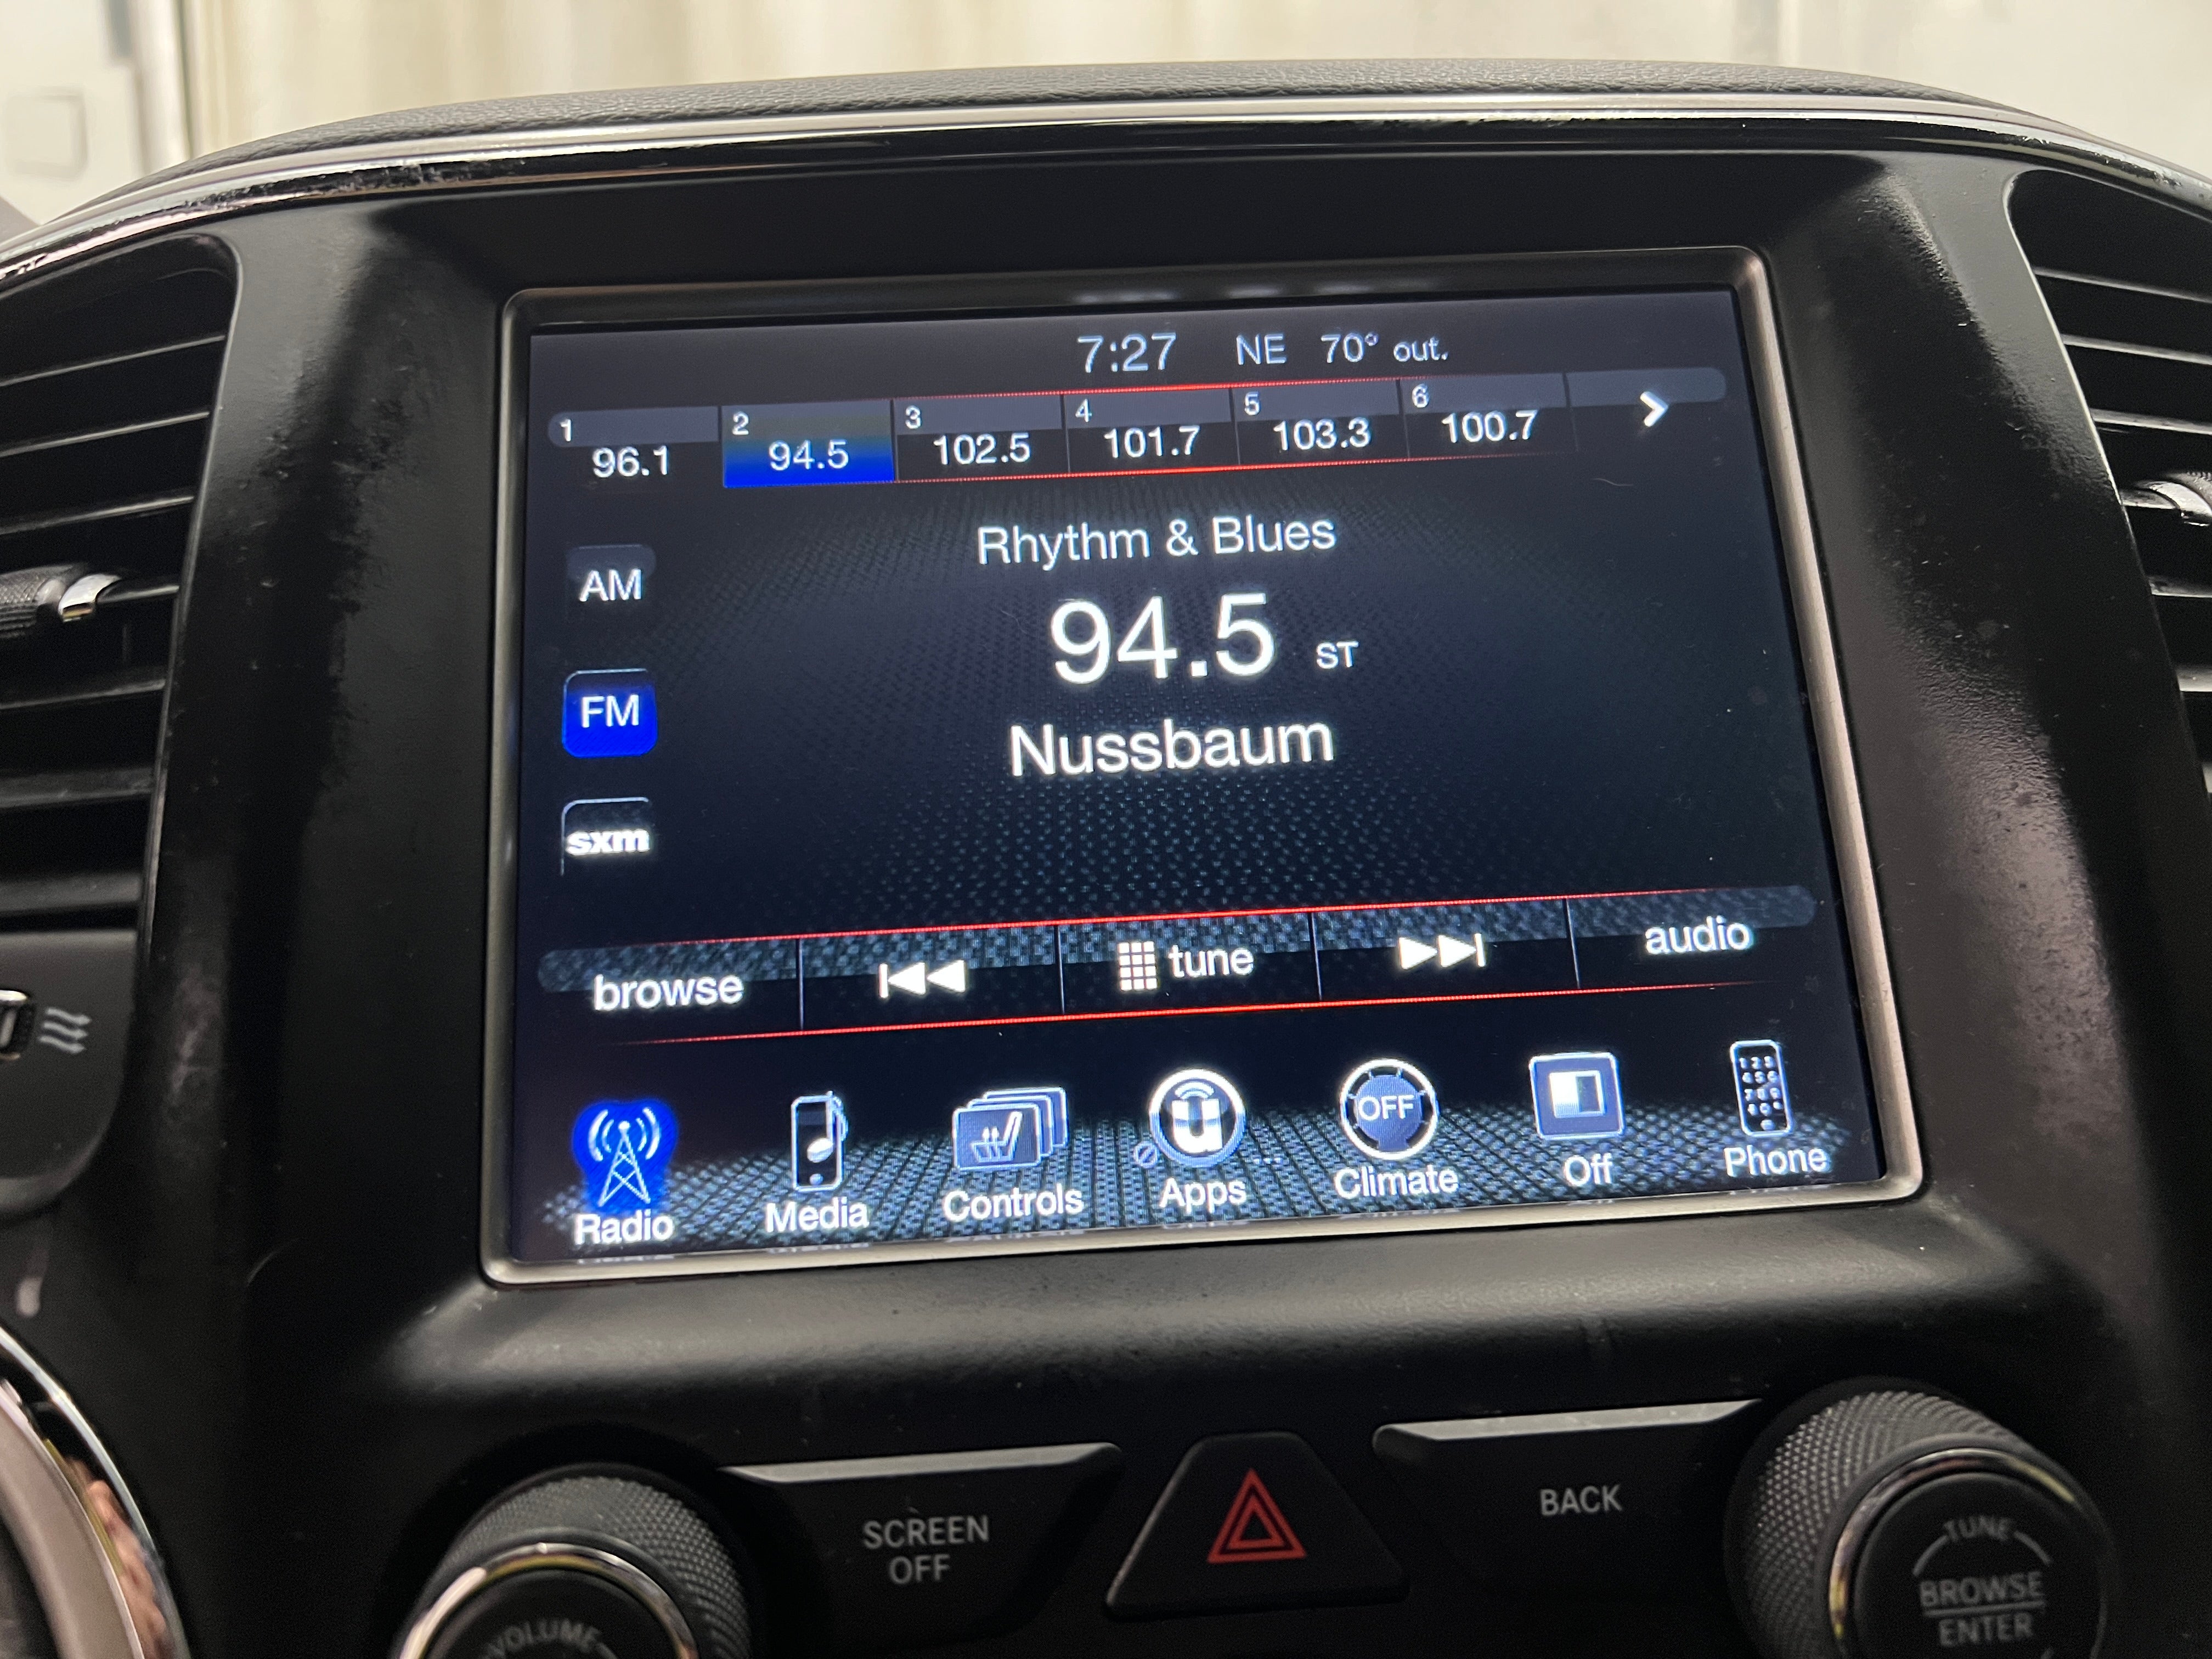 7:27 NE 70° out.
1 2 3 4 5 6
96.1 94.5 102.5 101.7 103.3 100.7
Rhythm & Blues
AM
94.5 ST
FM
Nussbaum
sxm
browse tune audio
OFF
Radio Media Controls Apps Climate Off Phone
SCREEN
OFF
BACK
VOLUME
TUNE
BROWSE
ENTER